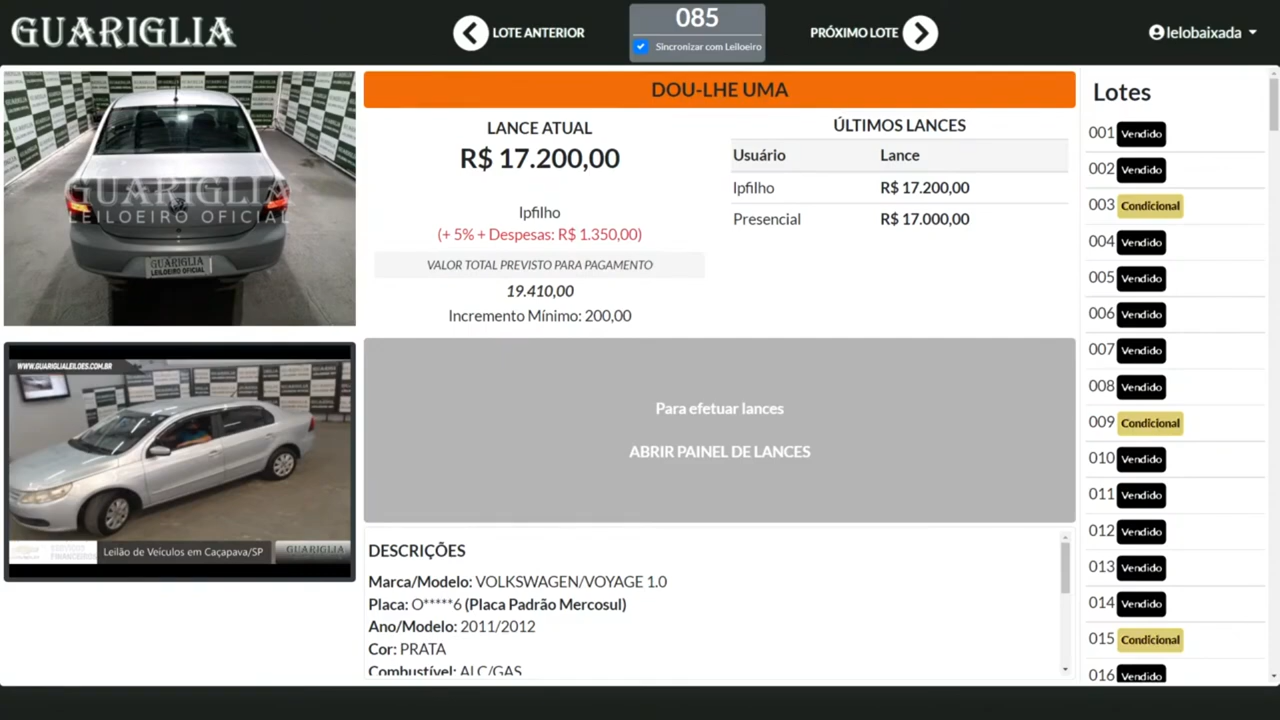 GUARIGLIA
LOTE ANTERIOR
085
Sincronizar com Leiloeiro
PRÓXIMO LOTE
lelobaixada
GUARIGLIA
LEILOEIRO OFICIAL
GUARIGLIA
LEILOEIRO OFICIAL
WWW.GUARIGLIALEILOES.COM.BR
SERVIÇOS
FINANCEIROS
Leilão de Veículos em Caçapava/SP
GUARIGLIA
DOU-LHE UMA
LANCE ATUAL
R$ 17.200,00
Ipfilho
(+ 5% + Despesas: R$ 1.350,00)
VALOR TOTAL PREVISTO PARA PAGAMENTO
19.410,00
Incremento Mínimo: 200,00
ÚLTIMOS LANCES
Usuário Lance
Ipfilho R$ 17.200,00
Presencial R$ 17.000,00
Para efetuar lances
ABRIR PAINEL DE LANCES
DESCRIÇÕES
Marca/Modelo: VOLKSWAGEN/VOYAGE 1.0
Placa: O*****6 (Placa Padrão Mercosul)
Ano/Modelo: 2011/2012
Cor: PRATA
Combustível: ALC/GAS
Lotes
001 Vendido
002 Vendido
003 Condicional
004 Vendido
005 Vendido
006 Vendido
007 Vendido
008 Vendido
009 Condicional
010 Vendido
011 Vendido
012 Vendido
013 Vendido
014 Vendido
015 Condicional
016 Vendido